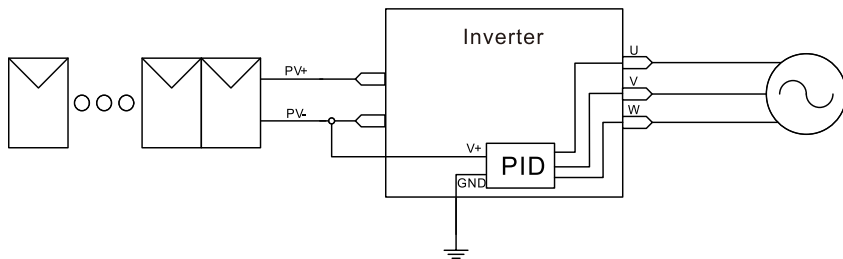 Inverter
PV+
PV-
U
V
W
V+
GND
PID